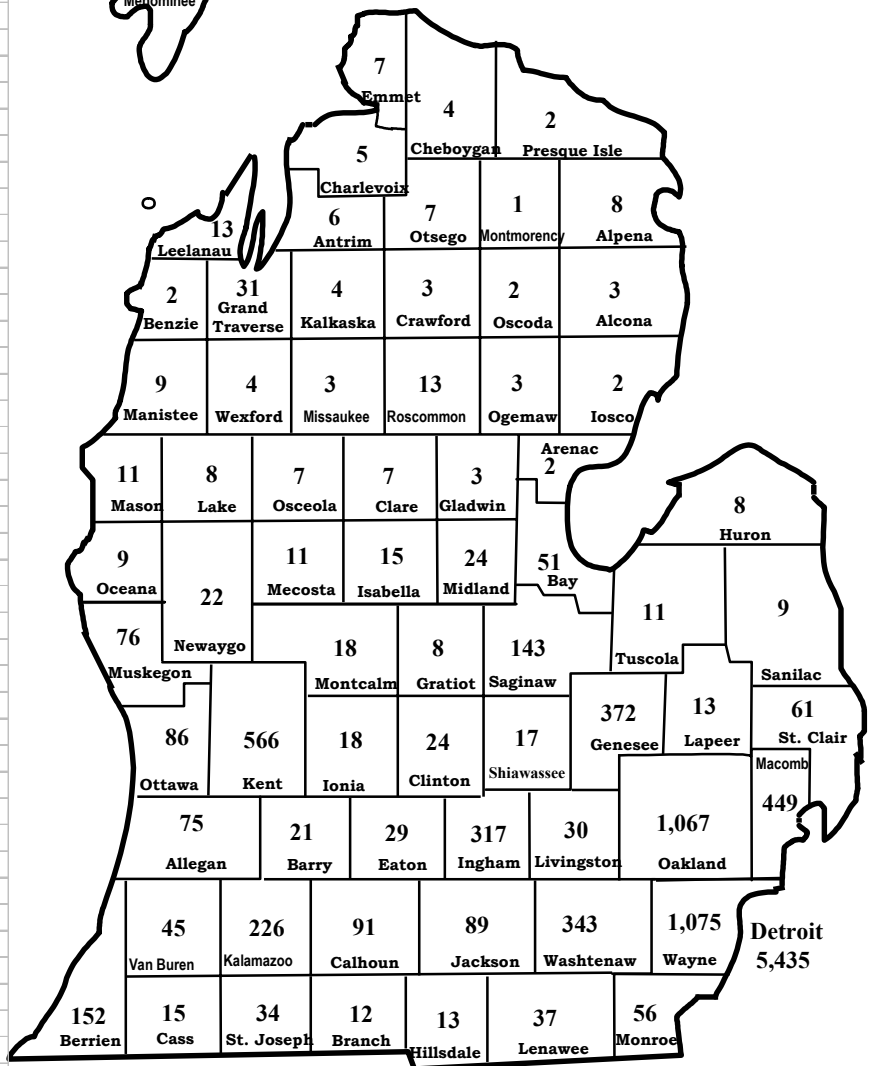 Menominee
7
Emmet
4
Cheboygan
2
Presque Isle
5
Charlevoix
13
Leelanau
6
Antrim
7
Otsego
1
Montmorency
8
Alpena
2
Benzie
31
Grand
Traverse
4
Kalkaska
3
Crawford
2
Oscoda
3
Alcona
9
Manistee
4
Wexford
3
Missaukee
13
Roscommon
3
Ogemaw
2
Iosco
11
Mason
8
Lake
7
Osceola
7
Clare
3
Gladwin
Arenac
2
8
Huron
9
Oceana
22
Newaygo
11
Mecosta
15
Isabella
24
Midland
51
Bay
11
Tuscola
9
Sanilac
76
Muskegon
18
Montcalm
8
Gratiot
143
Saginaw
86
Ottawa
566
Kent
18
Ionia
24
Clinton
17
Shiawassee
372
Genesee
13
Lapeer
61
St. Clair
Macomb
449
75
Allegan
21
Barry
29
Eaton
317
Ingham
30
Livingston
1,067
Oakland
45
Van Buren
226
Kalamazoo
91
Calhoun
89
Jackson
343
Washtenaw
1,075
Wayne
Detroit
5,435
152
Berrien
15
Cass
34
St. Joseph
12
Branch
13
Hillsdale
37
Lenawee
56
Monroe